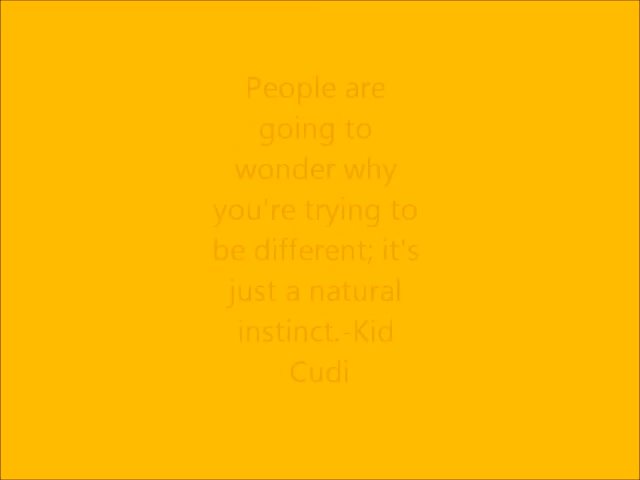 People are
going to
wonder why
you're trying to
be different; it's
just a natural
instinct.-Kid
Cudi